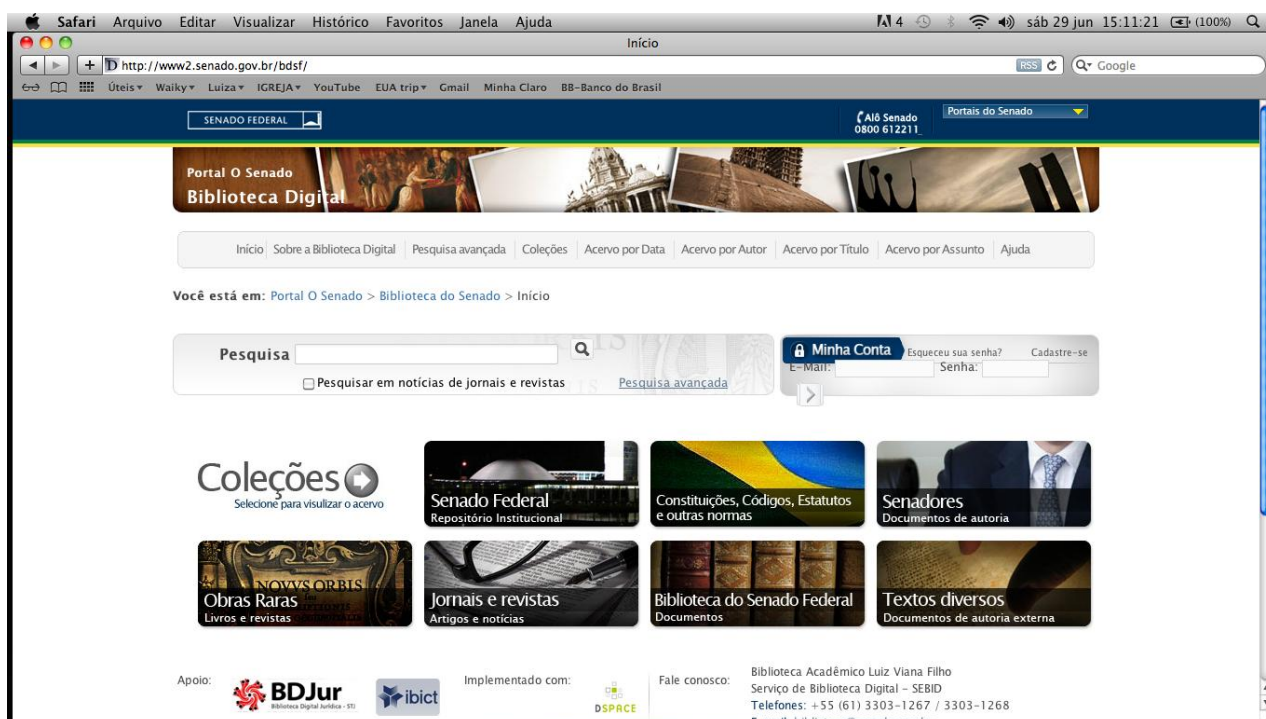 Safari Arquivo Editar Visualizar Histórico Favoritos Janela Ajuda 4 sáb 29 jun 15:11:21 (100%)
Início
http://www2.senado.gov.br/bdsf/ RSS Google
Úteis Waiky Luiza IGREJA YouTube EUA trip Gmail Minha Claro BB-Banco do Brasil
SENADO FEDERAL
Alô Senado
0800 612211
Portais do Senado
Portal O Senado
Biblioteca Digital
Início Sobre a Biblioteca Digital Pesquisa avançada Coleções Acervo por Data Acervo por Autor Acervo por Título Acervo por Assunto Ajuda
Você está em: Portal O Senado > Biblioteca do Senado > Início
Pesquisa
Pesquisar em notícias de jornais e revistas Pesquisa avançada
Minha Conta Esqueceu sua senha? Cadastre-se
E-Mail: Senha:
Coleções
Selecione para visulizar o acervo
Senado Federal
Repositório Institucional
Constituições, Códigos, Estatutos
e outras normas
Senadores
Documentos de autoria
NOVVS ORBIS
Obras Raras
Livros e revistas
Jornais e revistas
Artigos e notícias
Biblioteca do Senado Federal
Documentos
Textos diversos
Documentos de autoria externa
Apoio:
BDJur
Biblioteca Digital Jurídica - STJ
ibict
Implementado com:
DSPACE
Fale conosco:
Biblioteca Acadêmico Luiz Viana Filho
Serviço de Biblioteca Digital - SEBID
Telefones: +55 (61) 3303-1267 / 3303-1268